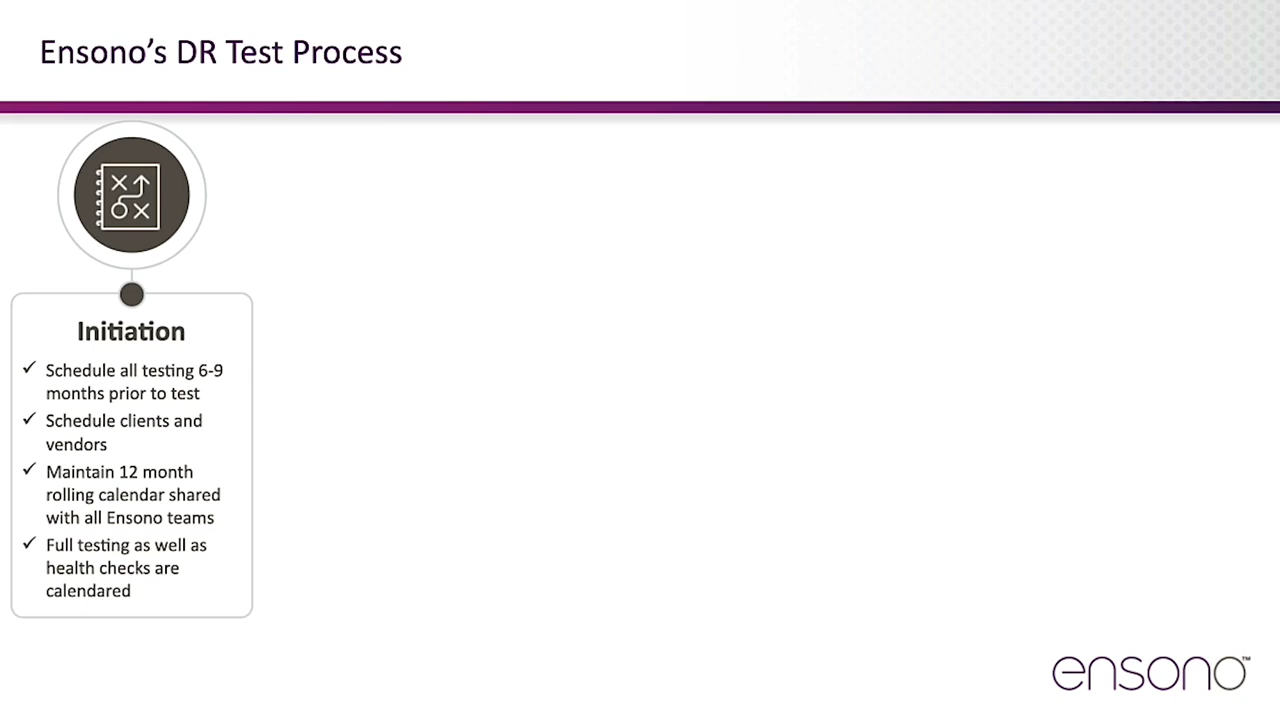 Ensono’s DR Test Process
Initiation
✓ Schedule all testing 6-9
months prior to test
✓ Schedule clients and
vendors
✓ Maintain 12 month
rolling calendar shared
with all Ensono teams
✓ Full testing as well as
health checks are
calendared
ensono™